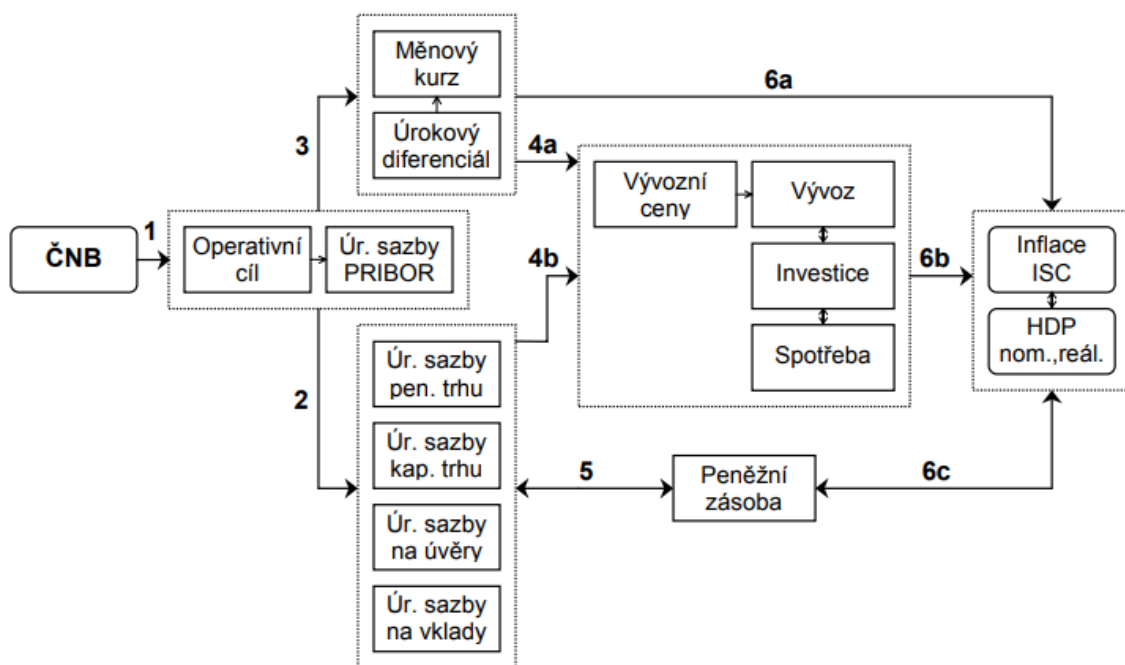 Měnový
kurz
Úrokový
diferenciál
3
6a
4a
Vývozní
ceny
Vývoz
ČNB
1
Operativní
cíl
Úr. sazby
PRIBOR
4b
Investice
6b
Inflace
ISC
HDP
nom.,reál.
Spotřeba
2
Úr. sazby
pen. trhu
Úr. sazby
kap. trhu
5
Peněžní
zásoba
6c
Úr. sazby
na úvěry
Úr. sazby
na vklady